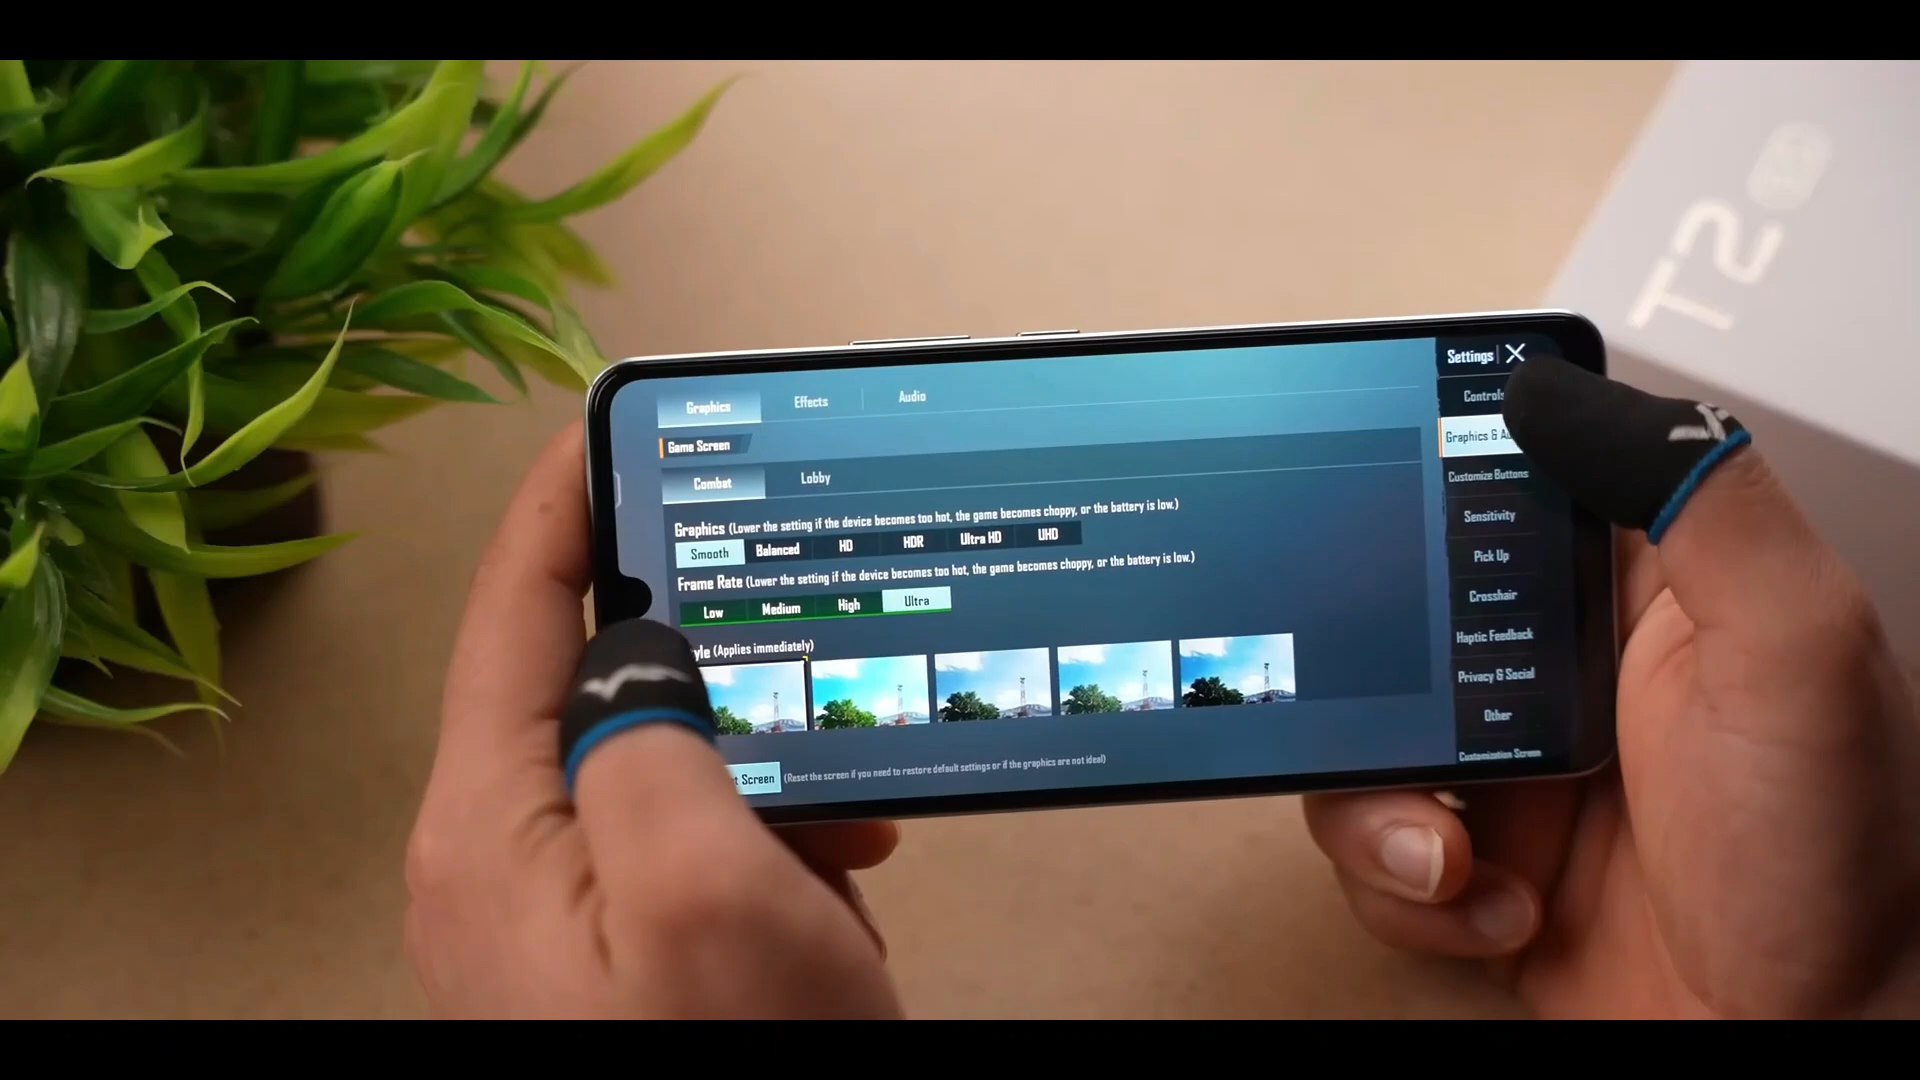 T2
Settings
Graphics Effects Audio
Controls
Game Screen
Graphics &
Combat Lobby
Customize Buttons
Graphics (Lower the setting if the device becomes too hot, the game becomes choppy, or the battery is low.)
Sensitivity
Smooth Balanced HD HDR Ultra HD UHD
Pick Up
Frame Rate (Lower the setting if the device becomes too hot, the game becomes choppy, or the battery is low.)
Low Medium High Ultra
Crosshair
Haptic Feedback
(Applies immediately)
Privacy & Social
Other
Screen (Reset the screen if you need to restore default settings or if the graphics are not ideal)
Customization Screen